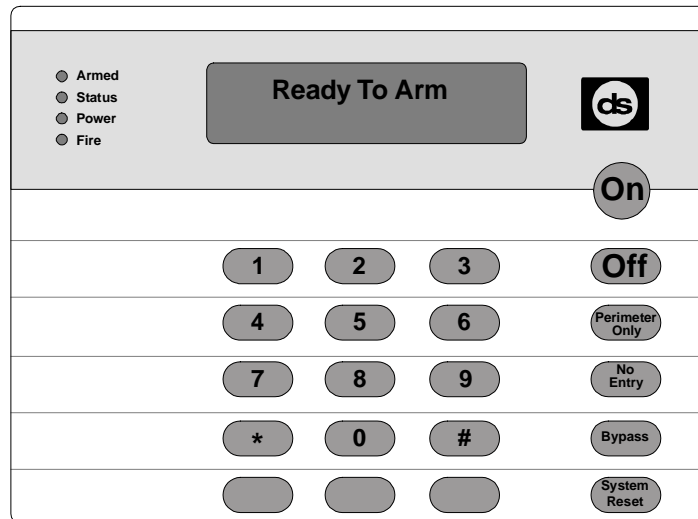 Armed
Status
Power
Fire
Ready To Arm
ds
On
1 2 3 Off
4 5 6 Perimeter
Only
7 8 9 No
Entry
* 0 # Bypass
System
Reset